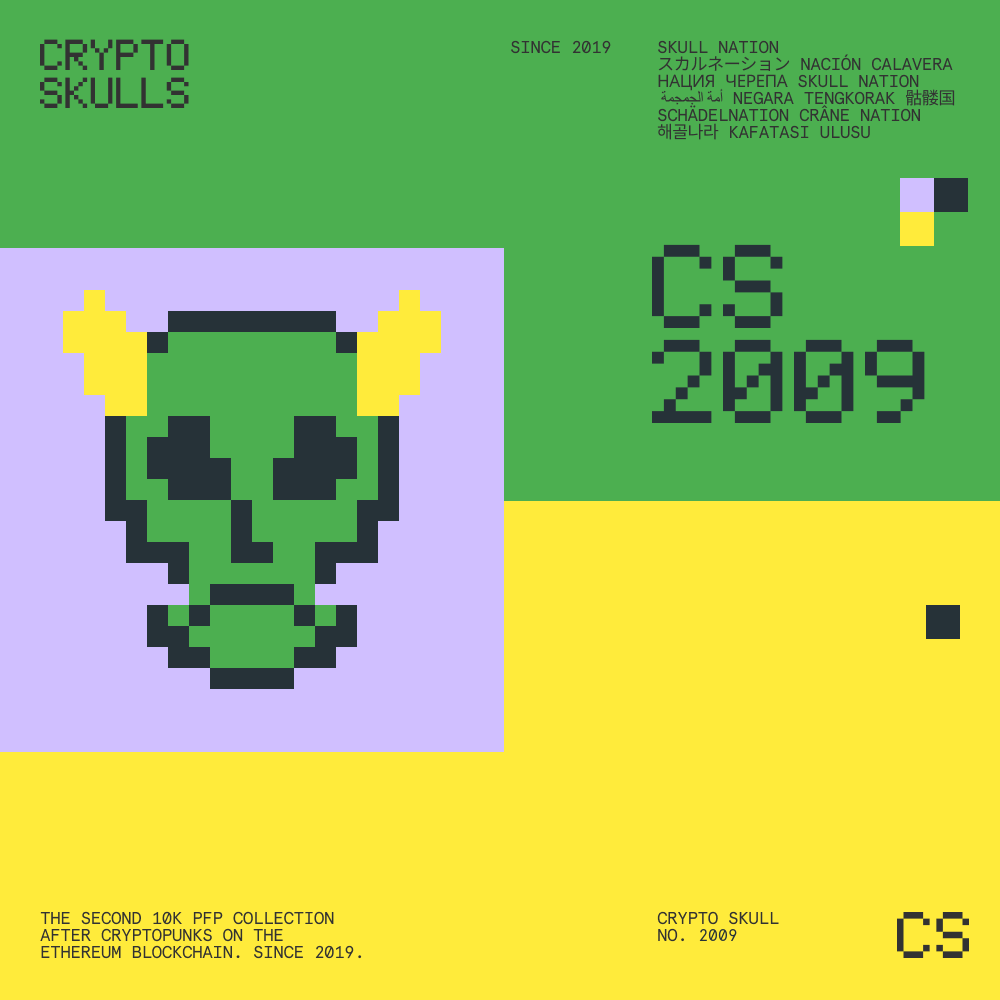 CRYPTO
SKULLS
SINCE 2019
SKULL NATION
スカルネーション NACIÓN CALAVERA
НАЦИЯ ЧЕРЕПА SKULL NATION
أمة الجمجمة NEGARA TENGKORAK 骷髅国
SCHÄDELNATION CRÂNE NATION
해골나라 KAFATASI ULUSU
CS
2009
THE SECOND 10K PFP COLLECTION
AFTER CRYPTOPUNKS ON THE
ETHEREUM BLOCKCHAIN. SINCE 2019.
CRYPTO SKULL
NO. 2009
CS